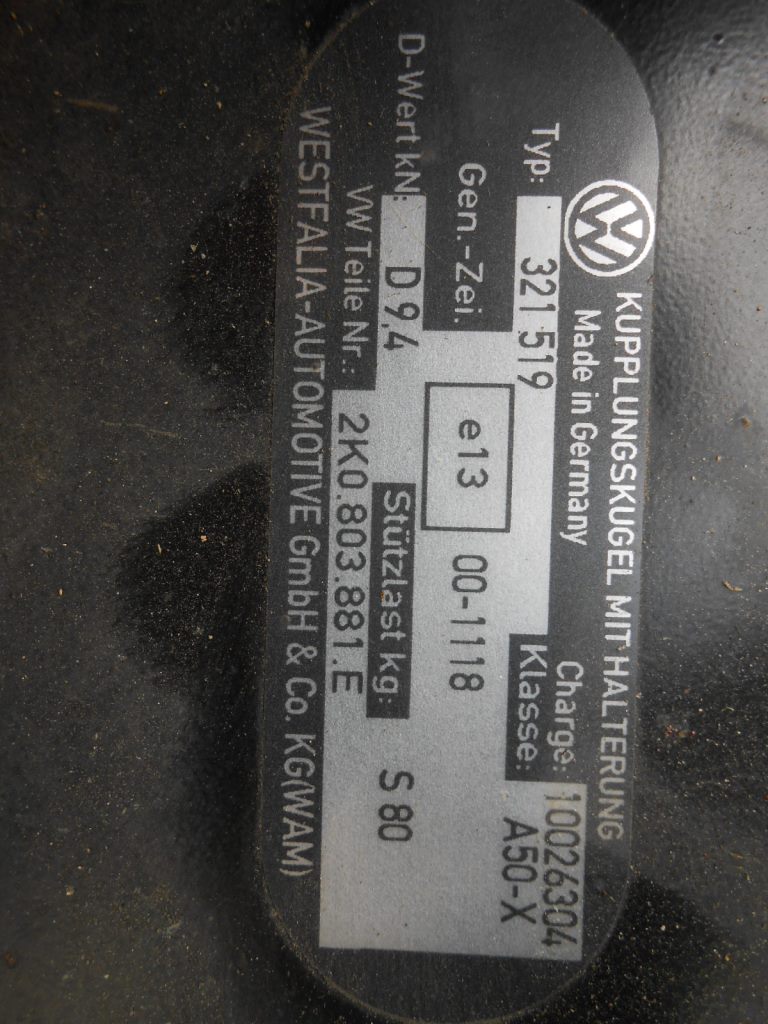 KUPPLUNGSKUGEL MIT HALTERUNG
Made in Germany Charge: 10026304
Typ: 321 519 Klasse: A50-X
Gen.-Zei. e13 00-1118
D-Wert kN: D 9,4 Stützlast kg: S 80
VW Teile Nr.: 2K0.803.881.E
WESTFALIA-AUTOMOTIVE GmbH & Co. KG(WAM)